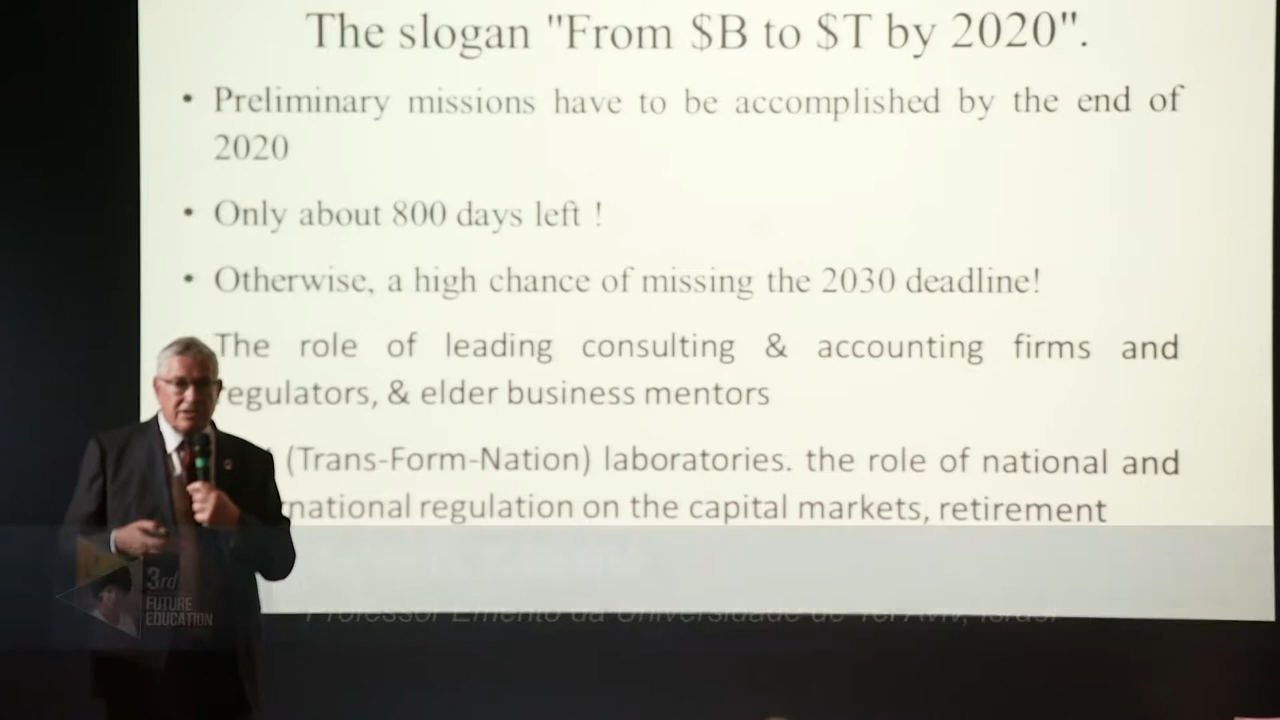 The slogan "From $B to $T by 2020".
• Preliminary missions have to be accomplished by the end of
2020
• Only about 800 days left !
• Otherwise, a high chance of missing the 2030 deadline!
The role of leading consulting & accounting firms and
regulators, & elder business mentors
(Trans-Form-Nation) laboratories. the role of national and
national regulation on the capital markets, retirement
3rd
FUTURE
EDUCATION
Professor Emérito da Universidade de Tel Aviv, Israel